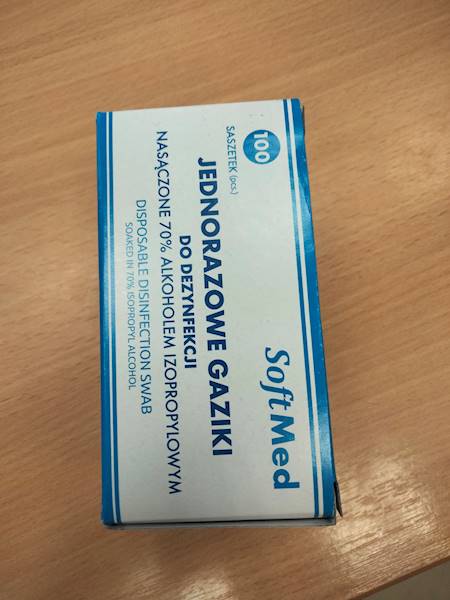 SoftMed
100
SASZETEK (pcs.)
JEDNORAZOWE GAZIKI
DO DEZYNFEKCJI
NASĄCZONE 70% ALKOHOLEM IZOPROPYLOWYM
DISPOSABLE DISINFECTION SWAB
SOAKED IN 70% ISOPROPYL ALCOHOL